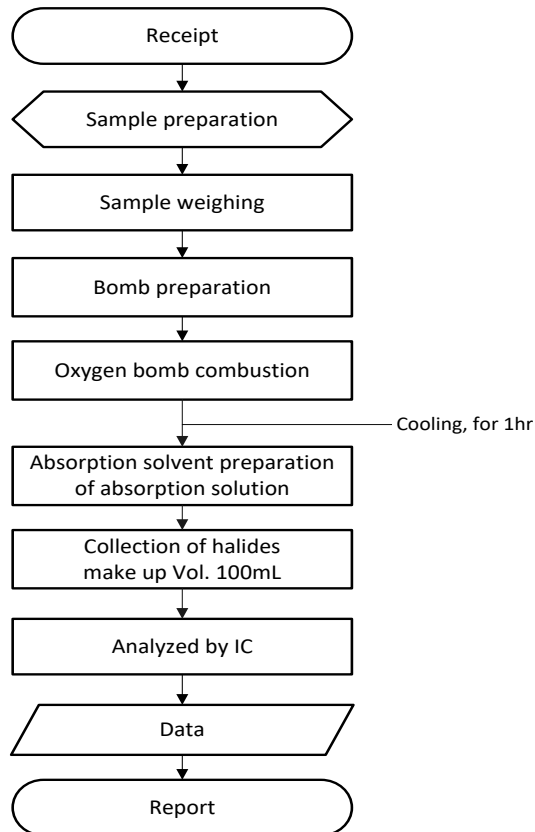 Receipt
Sample preparation
Sample weighing
Bomb preparation
Oxygen bomb combustion
Cooling, for 1hr
Absorption solvent preparation
of absorption solution
Collection of halides
make up Vol. 100mL
Analyzed by IC
Data
Report